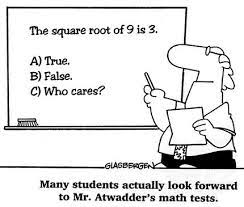 The square root of 9 is 3.
A) True.
B) False.
C) Who cares?
GLASBERGEN
Many students actually look forward
to Mr. Atwadder's math tests.